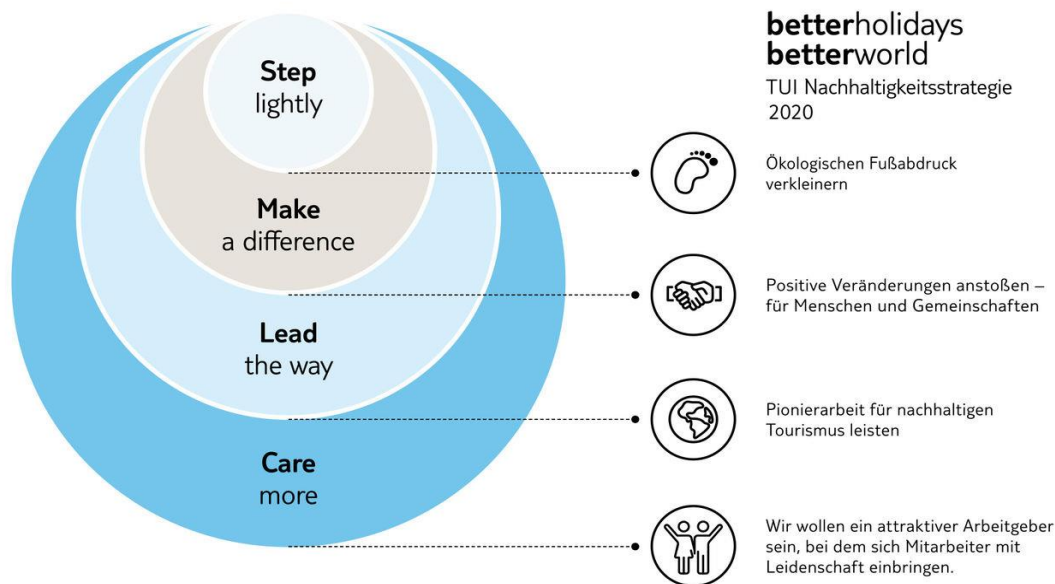 betterholidays
betterworld
TUI Nachhaltigkeitsstrategie
2020
Step
lightly
Ökologischen Fußabdruck
verkleinern
Make
a difference
Positive Veränderungen anstoßen –
für Menschen und Gemeinschaften
Lead
the way
Pionierarbeit für nachhaltigen
Tourismus leisten
Care
more
Wir wollen ein attraktiver Arbeitgeber
sein, bei dem sich Mitarbeiter mit
Leidenschaft einbringen.